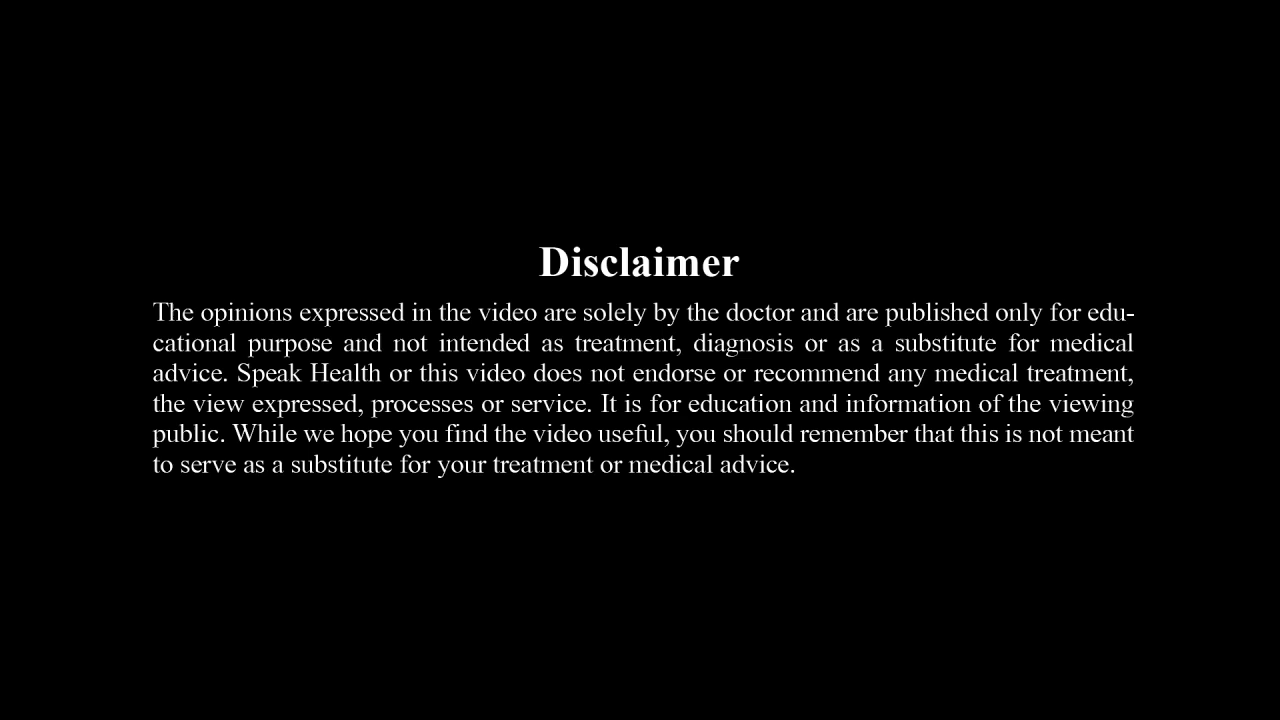 Disclaimer
The opinions expressed in the video are solely by the doctor and are published only for edu-
cational purpose and not intended as treatment, diagnosis or as a substitute for medical
advice. Speak Health or this video does not endorse or recommend any medical treatment,
the view expressed, processes or service. It is for education and information of the viewing
public. While we hope you find the video useful, you should remember that this is not meant
to serve as a substitute for your treatment or medical advice.